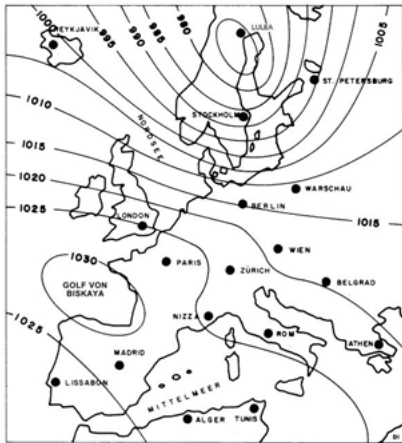 1000
995
990
985
980
1005
REYKJAVIK
LULEA
ST. PETERSBURG
1010
STOCKHOLM
NORDSEE
1015
1020
WARSCHAU
BERLIN
1025
LONDON
1015
WIEN
PARIS
ZÜRICH
1030
BELGRAD
GOLF VON
BISKAYA
NIZZA
1025
ROM
ATHEN
MADRID
LISSABON
MITTELMEER
ALGER
TUNIS